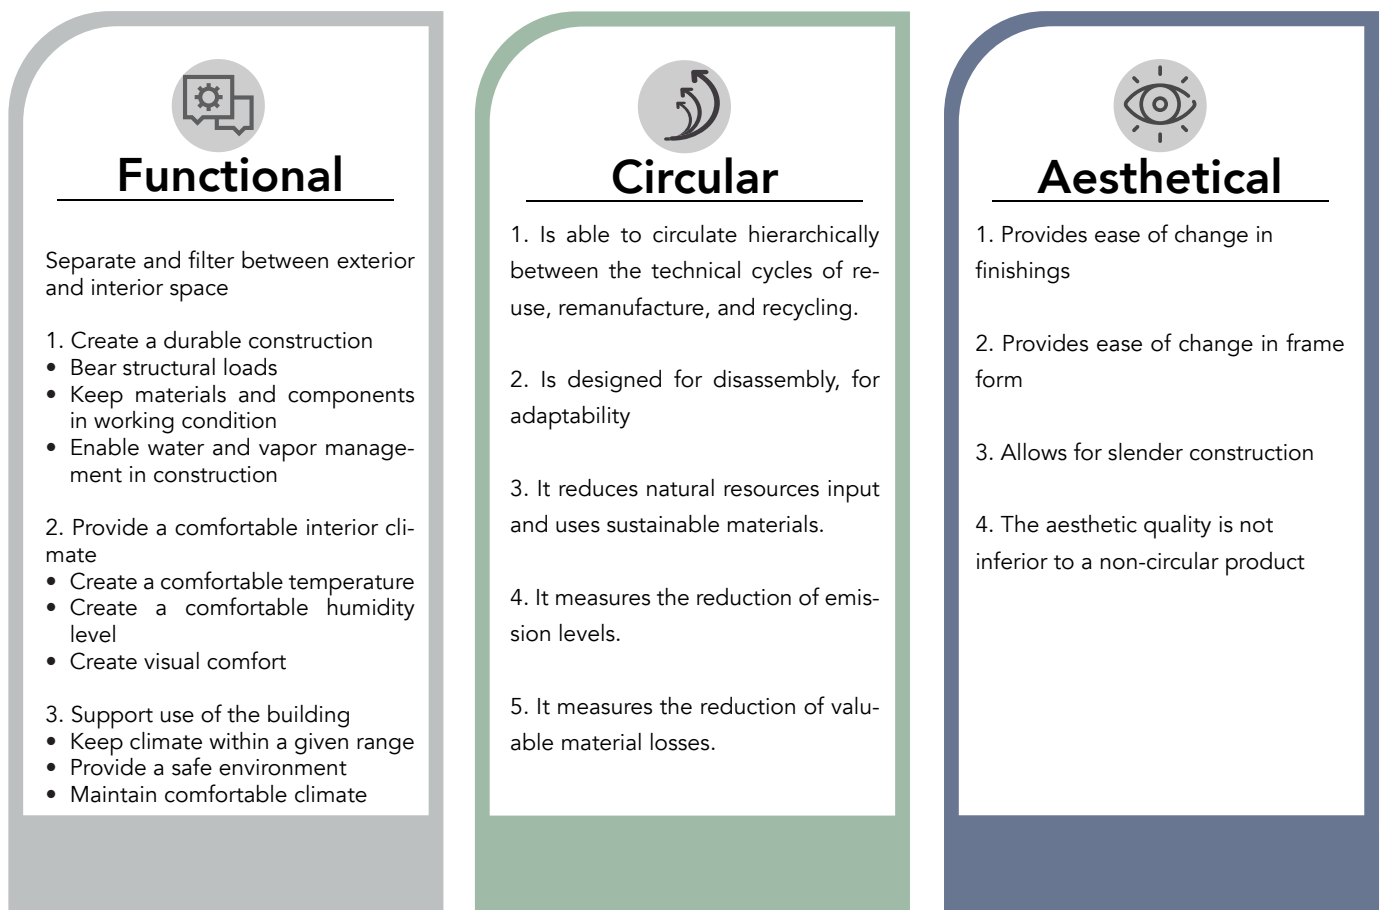 Functional
Separate and filter between exterior
and interior space
1. Create a durable construction
• Bear structural loads
• Keep materials and components
in working condition
• Enable water and vapor manage-
ment in construction
2. Provide a comfortable interior cli-
mate
• Create a comfortable temperature
• Create a comfortable humidity
level
• Create visual comfort
3. Support use of the building
• Keep climate within a given range
• Provide a safe environment
• Maintain comfortable climate
Circular
1. Is able to circulate hierarchically
between the technical cycles of re-
use, remanufacture, and recycling.
2. Is designed for disassembly, for
adaptability
3. It reduces natural resources input
and uses sustainable materials.
4. It measures the reduction of emis-
sion levels.
5. It measures the reduction of valu-
able material losses.
Aesthetical
1. Provides ease of change in
finishings
2. Provides ease of change in frame
form
3. Allows for slender construction
4. The aesthetic quality is not
inferior to a non-circular product